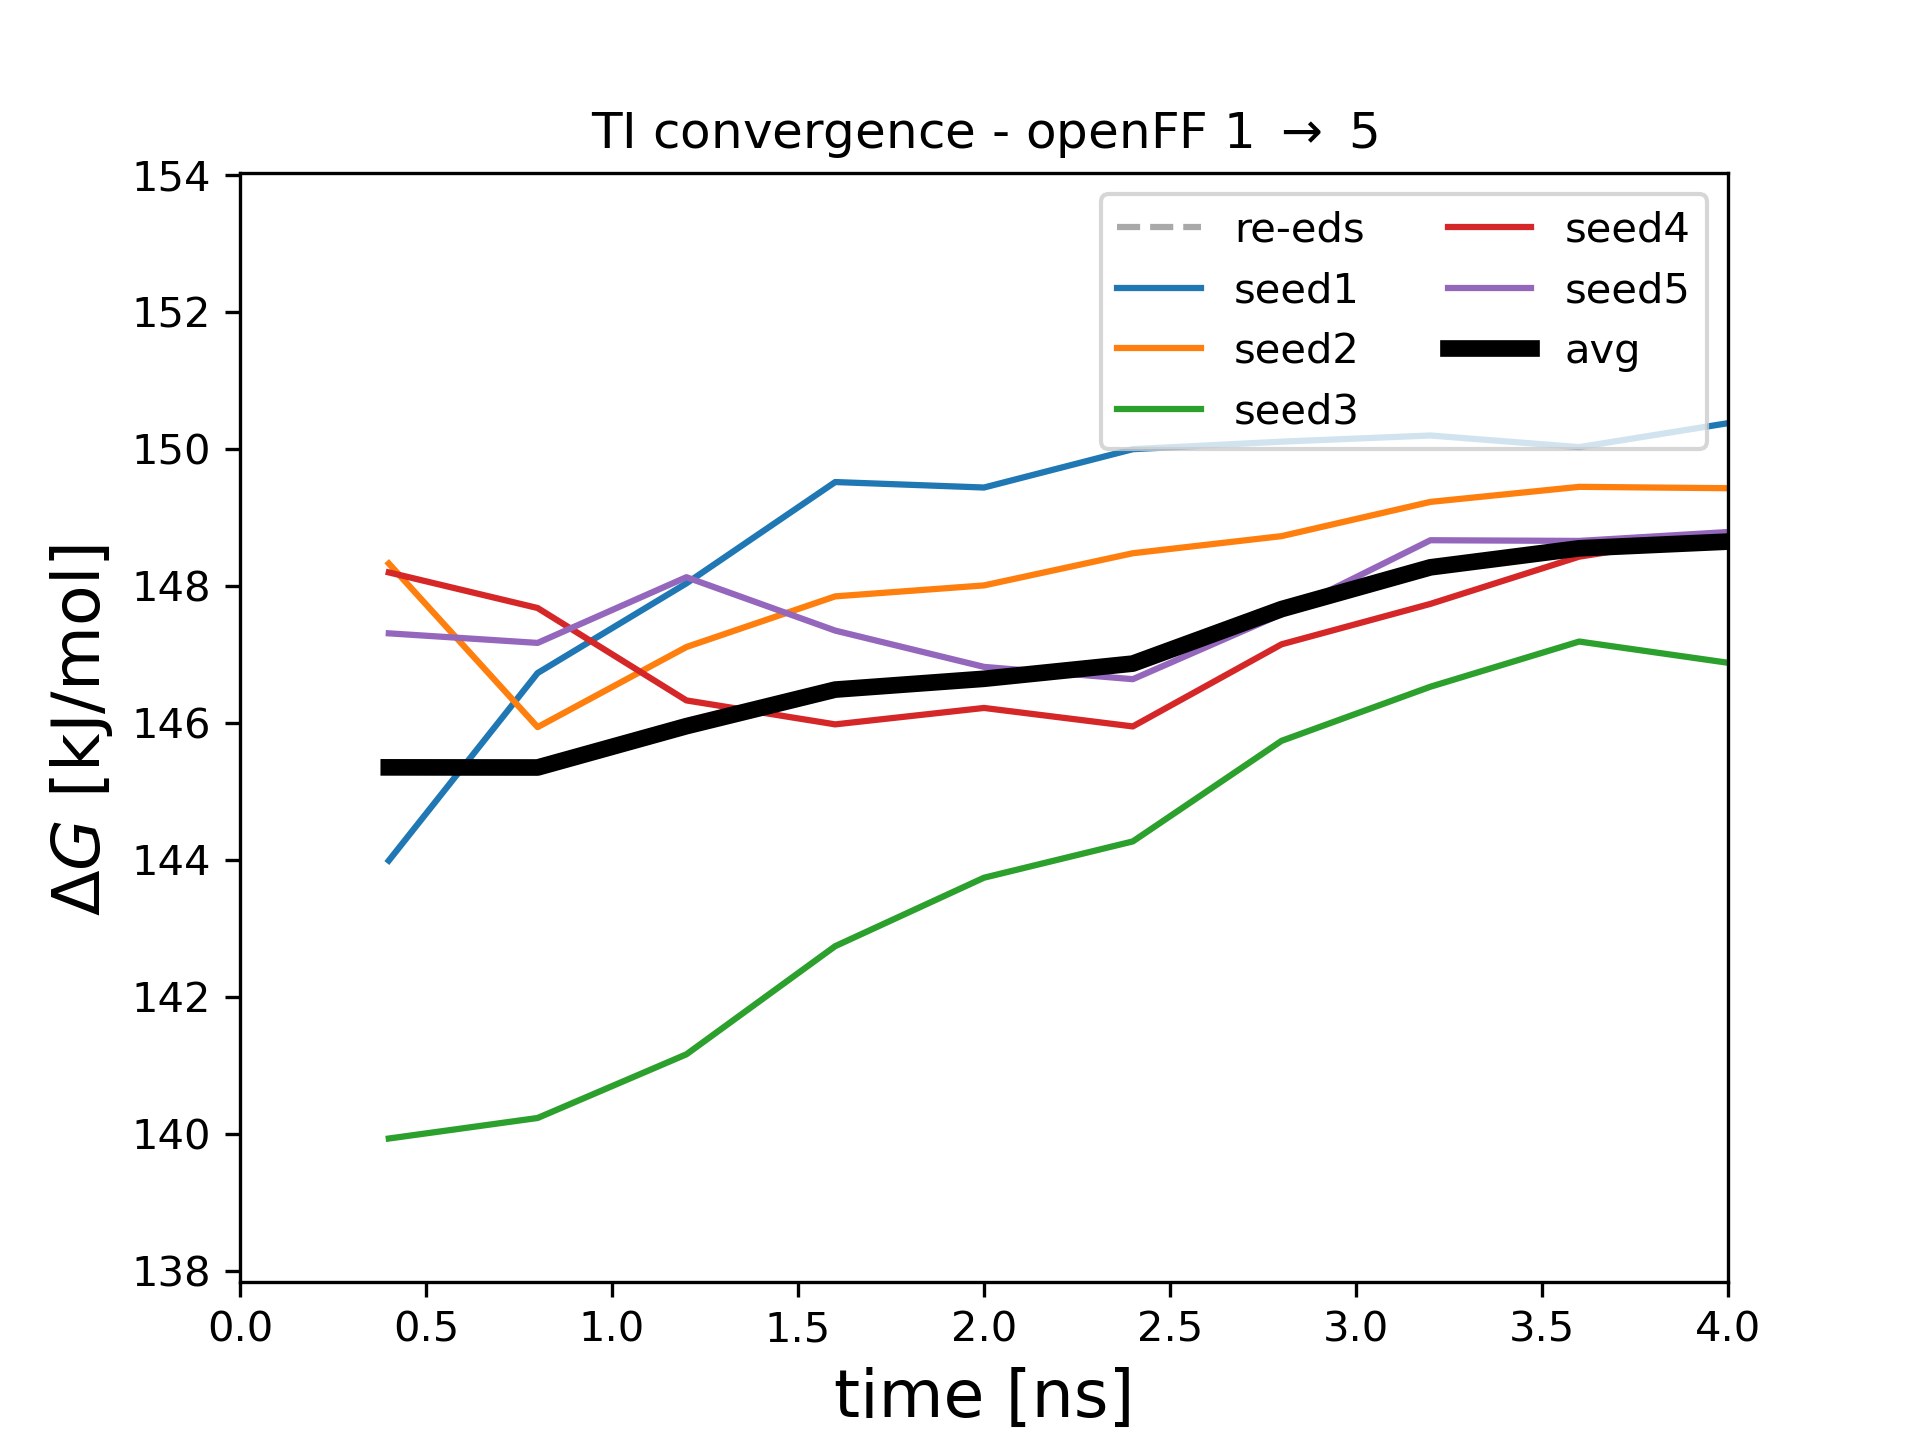 TI convergence - openFF 1 → 5
154
152
150
148
146
144
142
140
138
ΔG [kJ/mol]
re-eds
seed1
seed2
seed3
seed4
seed5
avg
0.0 0.5 1.0 1.5 2.0 2.5 3.0 3.5 4.0
time [ns]